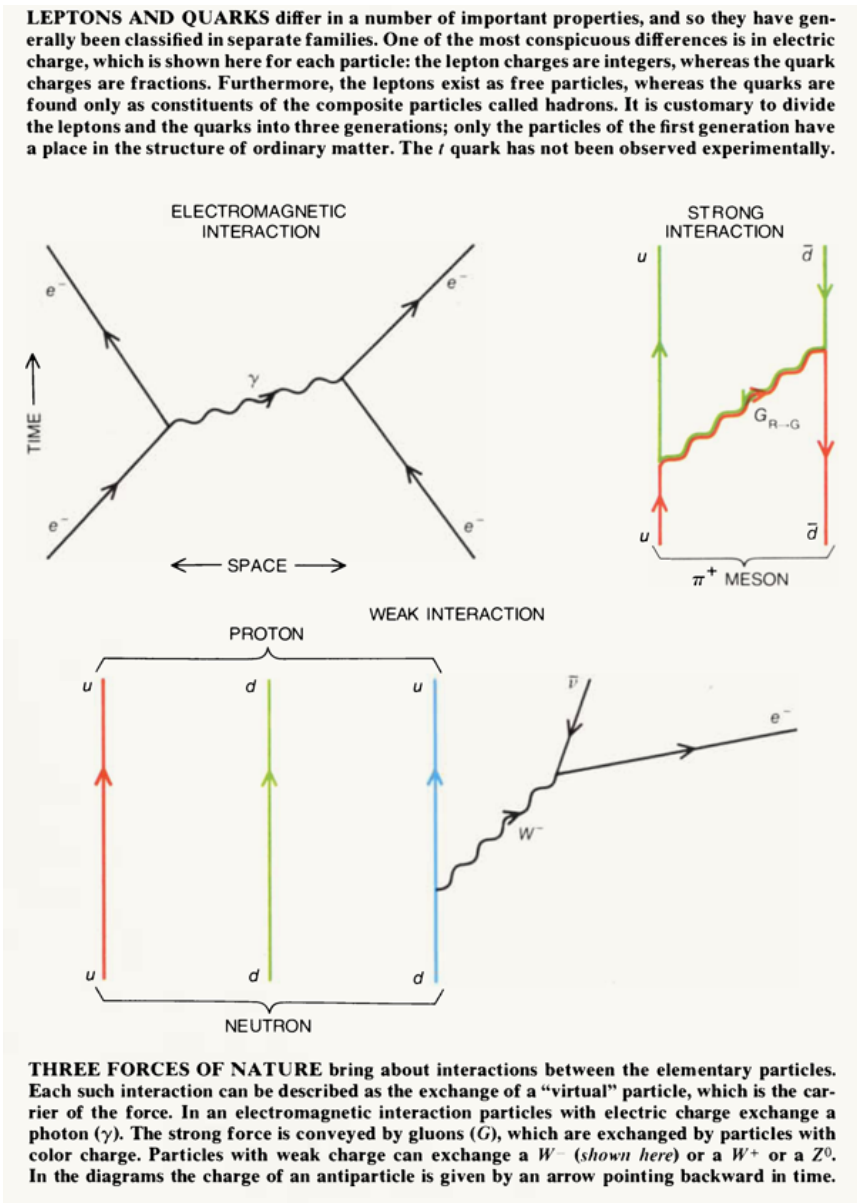 LEPTONS AND QUARKS differ in a number of important properties, and so they have gen-
erally been classified in separate families. One of the most conspicuous differences is in electric
charge, which is shown here for each particle: the lepton charges are integers, whereas the quark
charges are fractions. Furthermore, the leptons exist as free particles, whereas the quarks are
found only as constituents of the composite particles called hadrons. It is customary to divide
the leptons and the quarks into three generations; only the particles of the first generation have
a place in the structure of ordinary matter. The t quark has not been observed experimentally.
ELECTROMAGNETIC
INTERACTION
e⁻
e⁻
γ
TIME
e⁻
e⁻
SPACE
STRONG
INTERACTION
u
d̄
G R→G
u
d̄
π⁺ MESON
WEAK INTERACTION
PROTON
u
d
u
ν̄
e⁻
W⁻
u
d
d
NEUTRON
THREE FORCES OF NATURE bring about interactions between the elementary particles.
Each such interaction can be described as the exchange of a “virtual” particle, which is the car-
rier of the force. In an electromagnetic interaction particles with electric charge exchange a
photon (γ). The strong force is conveyed by gluons (G), which are exchanged by particles with
color charge. Particles with weak charge can exchange a W⁻ (shown here) or a W⁺ or a Z⁰.
In the diagrams the charge of an antiparticle is given by an arrow pointing backward in time.